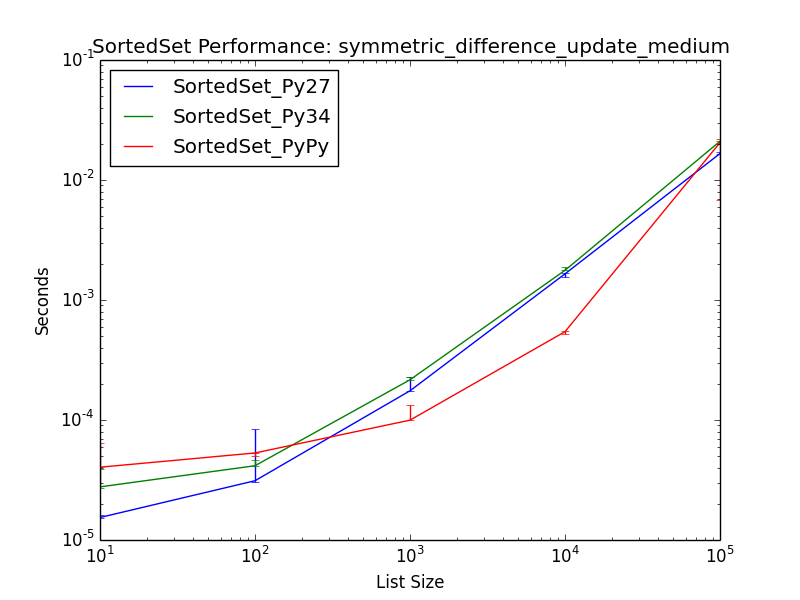 SortedSet Performance: symmetric_difference_update_medium
SortedSet_Py27
SortedSet_Py34
SortedSet_PyPy
10^-1
10^-2
10^-3
10^-4
10^-5
Seconds
10^1 10^2 10^3 10^4 10^5
List Size